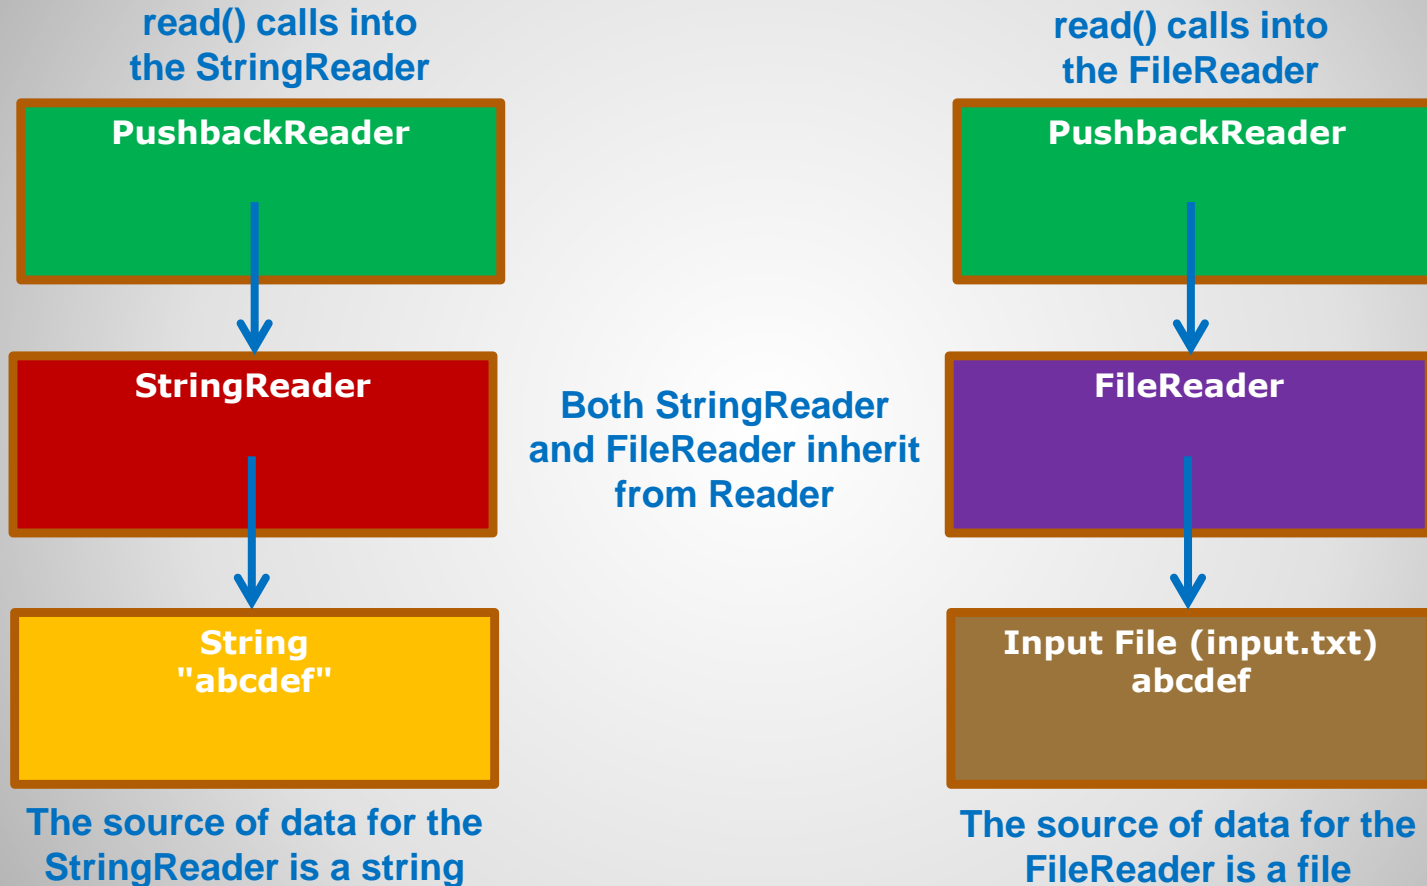 read() calls into
the StringReader
PushbackReader
StringReader
String
"abcdef"
The source of data for the
StringReader is a string
Both StringReader
and FileReader inherit
from Reader
read() calls into
the FileReader
PushbackReader
FileReader
Input File (input.txt)
abcdef
The source of data for the
FileReader is a file